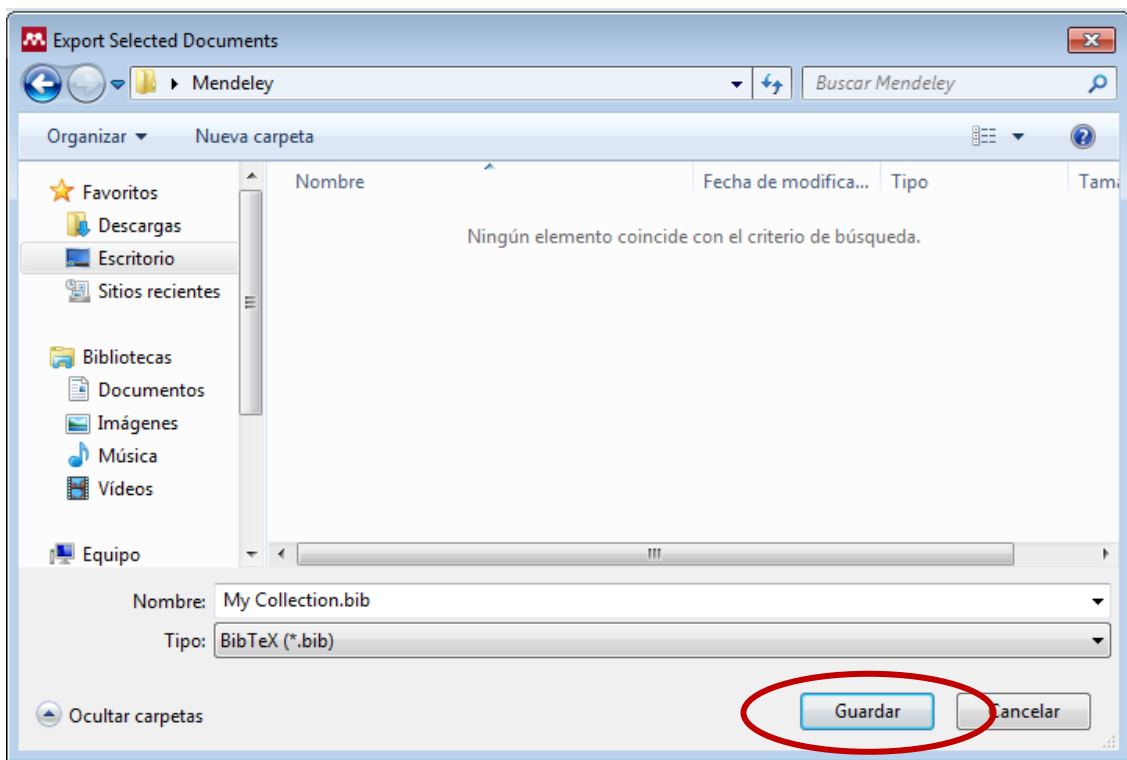 Export Selected Documents
Mendeley
Buscar Mendeley
Organizar
Nueva carpeta
Nombre
Fecha de modifica...
Tipo
Tama
Ningún elemento coincide con el criterio de búsqueda.
Favoritos
Descargas
Escritorio
Sitios recientes
Bibliotecas
Documentos
Imágenes
Música
Vídeos
Equipo
Nombre: My Collection.bib
Tipo: BibTeX (*.bib)
Ocultar carpetas
Guardar
Cancelar